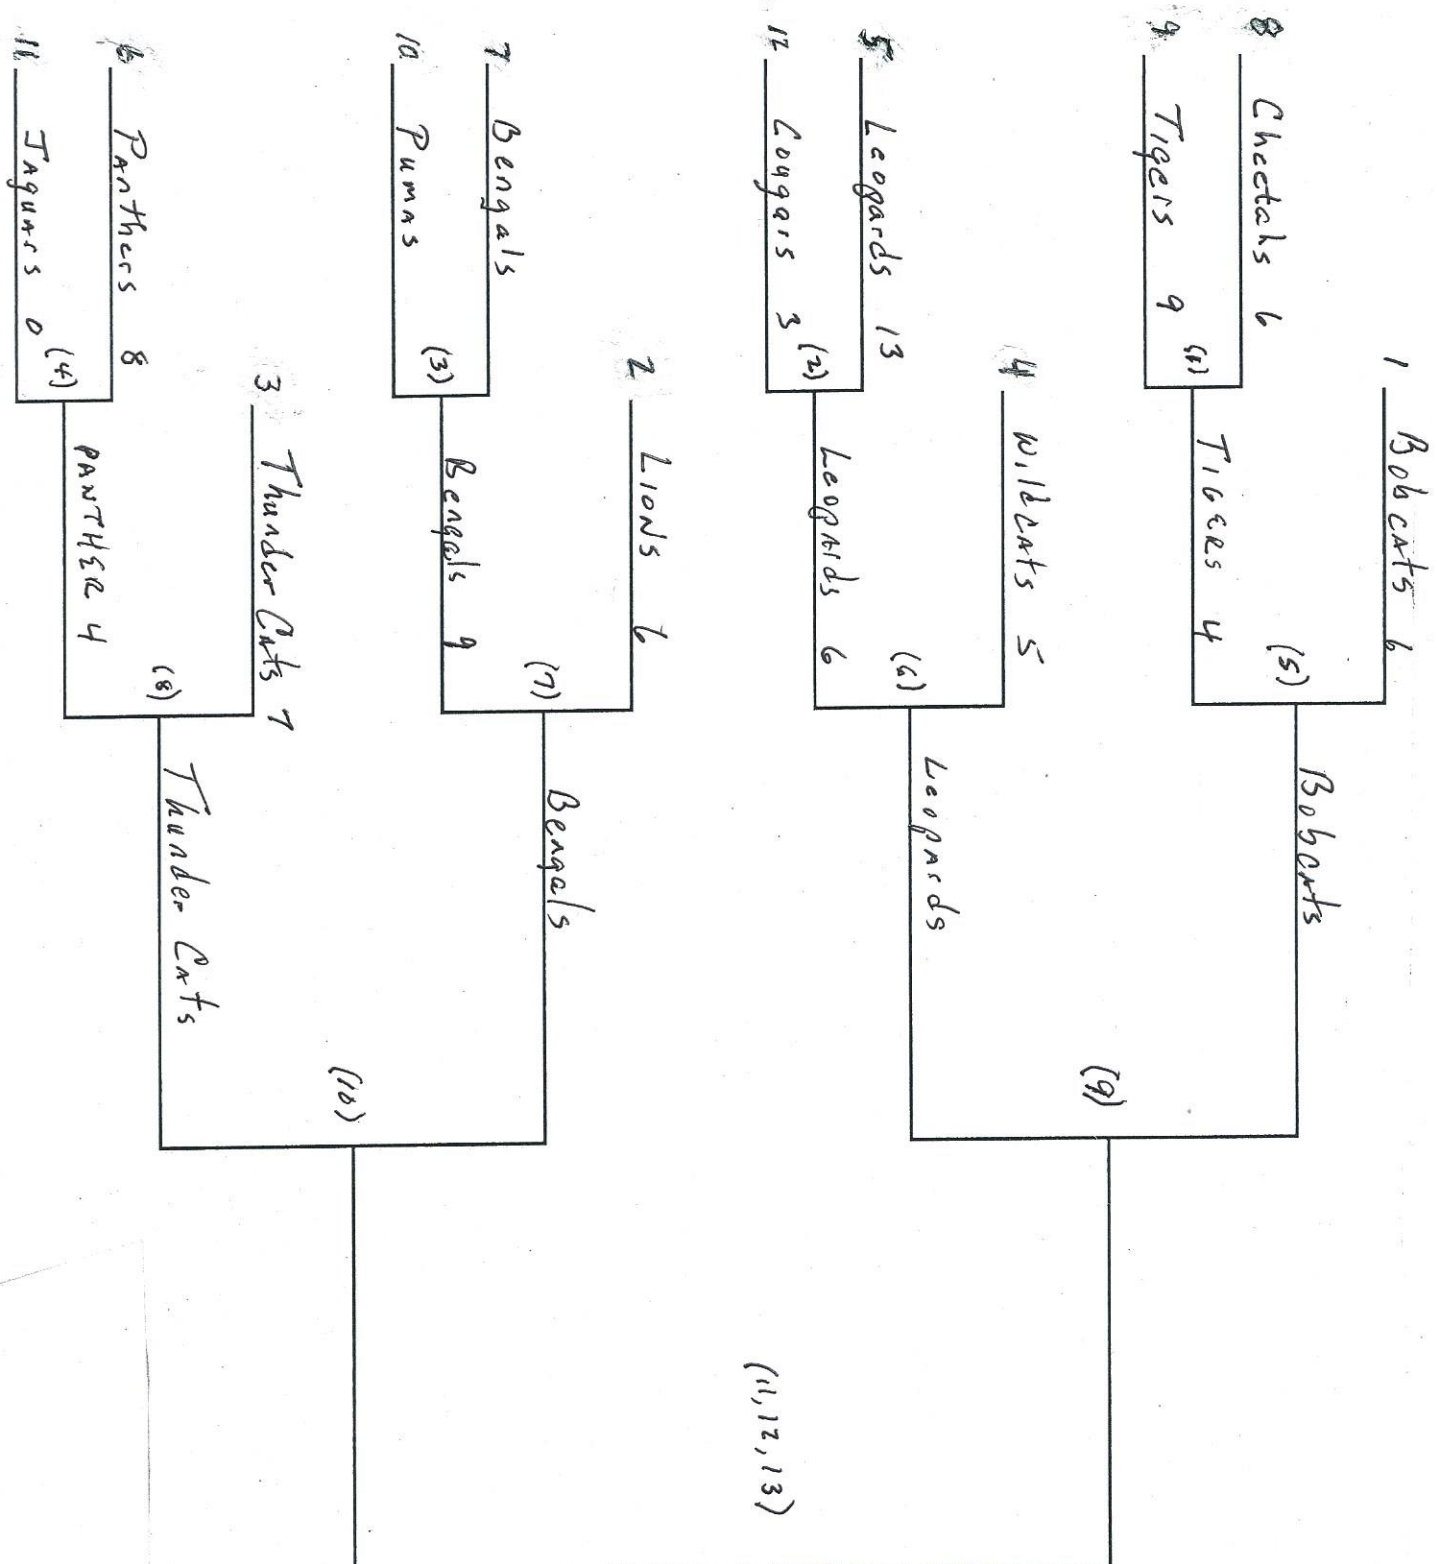 1 Bobcats 6
8 Cheetahs 6
(5)
Bobcats
(1)
TIGERS 4
9 Tigers 9
(9)
4 Wildcats 5
5 Leopards 13
(6)
Leopards
(2)
Leopards 6
12 Cougars 3
(11, 12, 13)
2 LIONS 6
7 Bengals
(7)
Bengals
(3)
Bengals 9
10 Pumas
(10)
3 Thunder Cats 7
6 Panthers 8
(8)
Thunder Cats
(4)
PANTHER 4
11 Jaguars 0